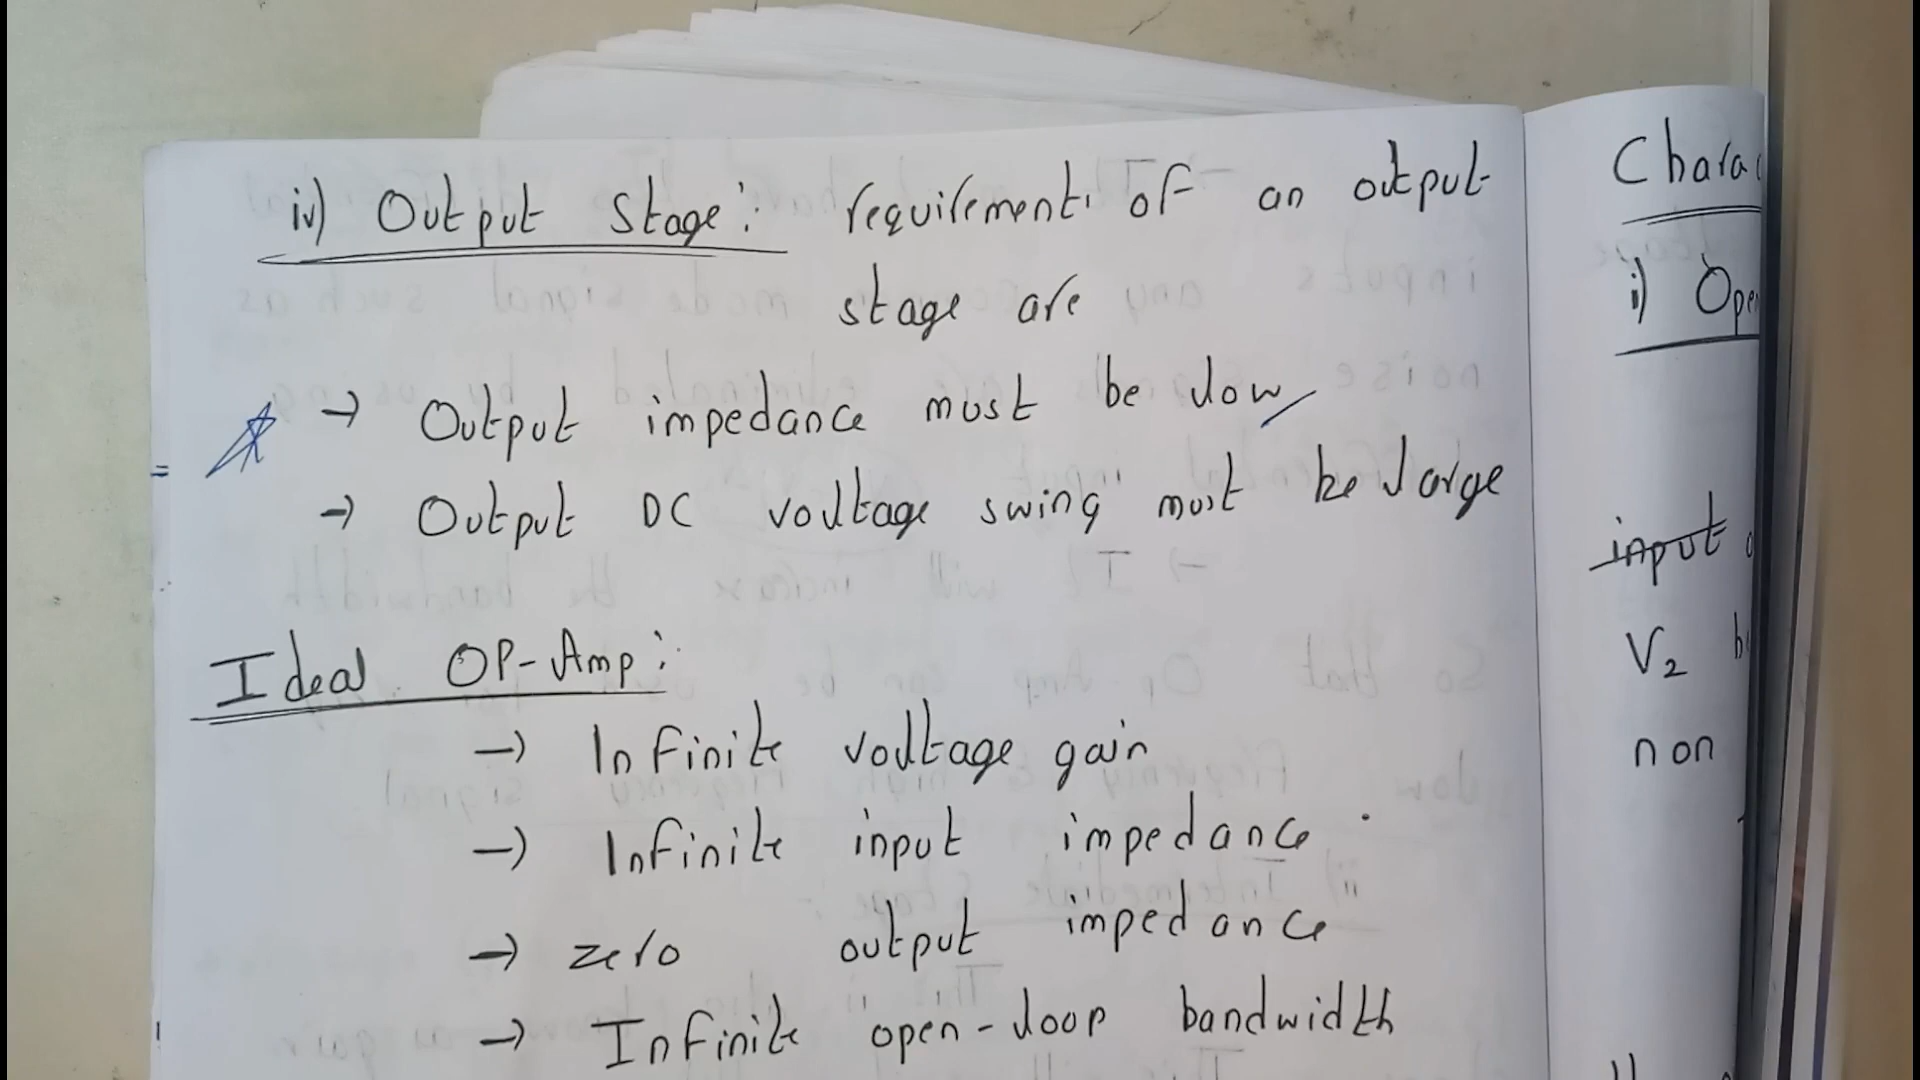 iv) Output stage: requirement of an output
stage are
→ Output impedance must be low
→ Output DC voltage swing must be large
Ideal OP-Amp:
→ Infinite voltage gain
→ Infinite input impedance
→ zero output impedance
→ Infinite open-loop bandwidth
Chara
i) Ope
input
V2
non